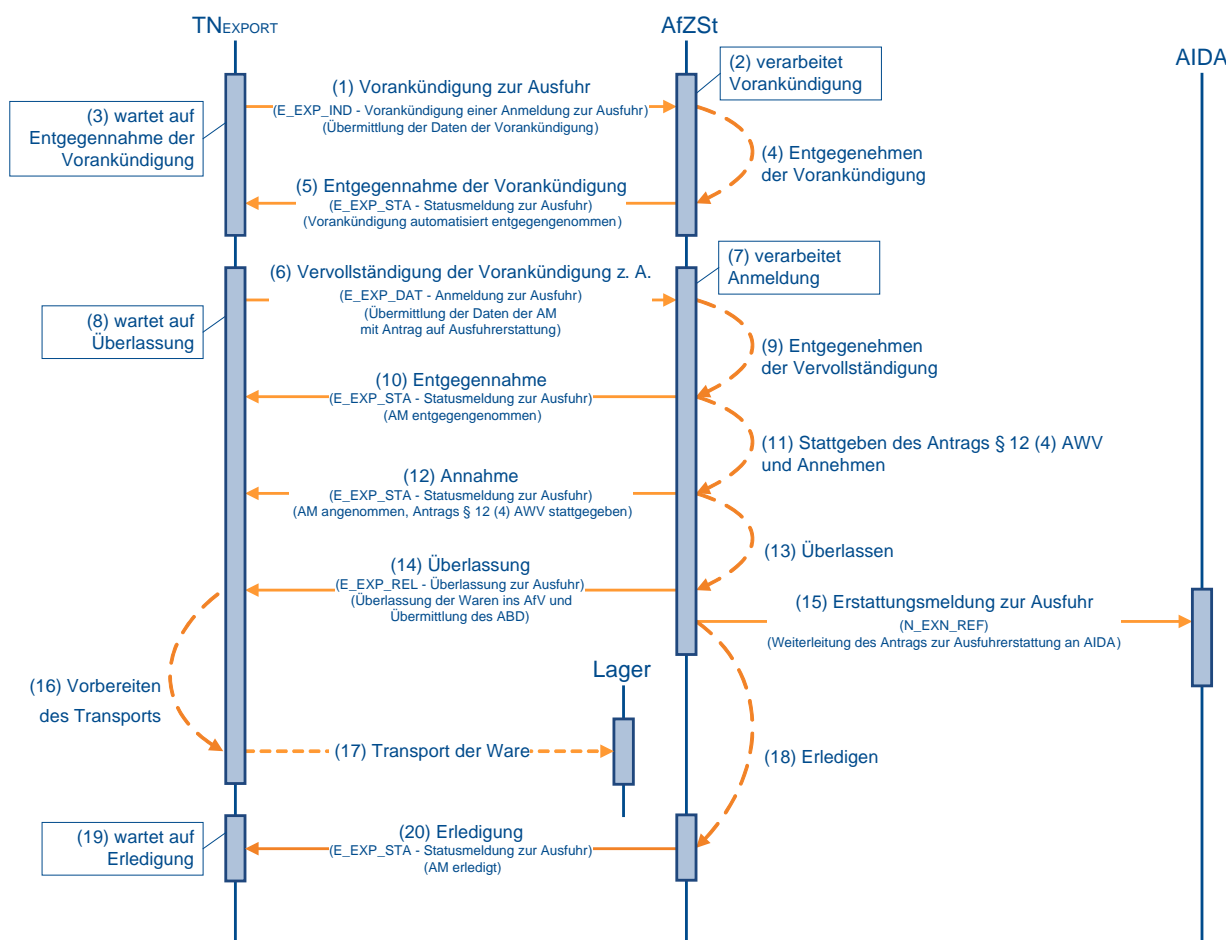 TNEXPORT
AfZSt
AIDA
(1) Vorankündigung zur Ausfuhr
(E_EXP_IND - Vorankündigung einer Anmeldung zur Ausfuhr)
(Übermittlung der Daten der Vorankündigung)
(2) verarbeitet
Vorankündigung
(3) wartet auf
Entgegennahme der
Vorankündigung
(4) Entgegenehmen
der Vorankündigung
(5) Entgegennahme der Vorankündigung
(E_EXP_STA - Statusmeldung zur Ausfuhr)
(Vorankündigung automatisiert entgegengenommen)
(6) Vervollständigung der Vorankündigung z. A.
(E_EXP_DAT - Anmeldung zur Ausfuhr)
(Übermittlung der Daten der AM
mit Antrag auf Ausfuhrerstattung)
(7) verarbeitet
Anmeldung
(8) wartet auf
Überlassung
(9) Entgegenehmen
der Vervollständigung
(10) Entgegennahme
(E_EXP_STA - Statusmeldung zur Ausfuhr)
(AM entgegengenommen)
(11) Stattgeben des Antrags § 12 (4) AWV
und Annehmen
(12) Annahme
(E_EXP_STA - Statusmeldung zur Ausfuhr)
(AM angenommen, Antrags § 12 (4) AWV stattgegeben)
(13) Überlassen
(14) Überlassung
(E_EXP_REL - Überlassung zur Ausfuhr)
(Überlassung der Waren ins AfV und
Übermittlung des ABD)
(15) Erstattungsmeldung zur Ausfuhr
(N_EXN_REF)
(Weiterleitung des Antrags zur Ausfuhrerstattung an AIDA)
Lager
(16) Vorbereiten
des Transports
(17) Transport der Ware
(18) Erledigen
(19) wartet auf
Erledigung
(20) Erledigung
(E_EXP_STA - Statusmeldung zur Ausfuhr)
(AM erledigt)